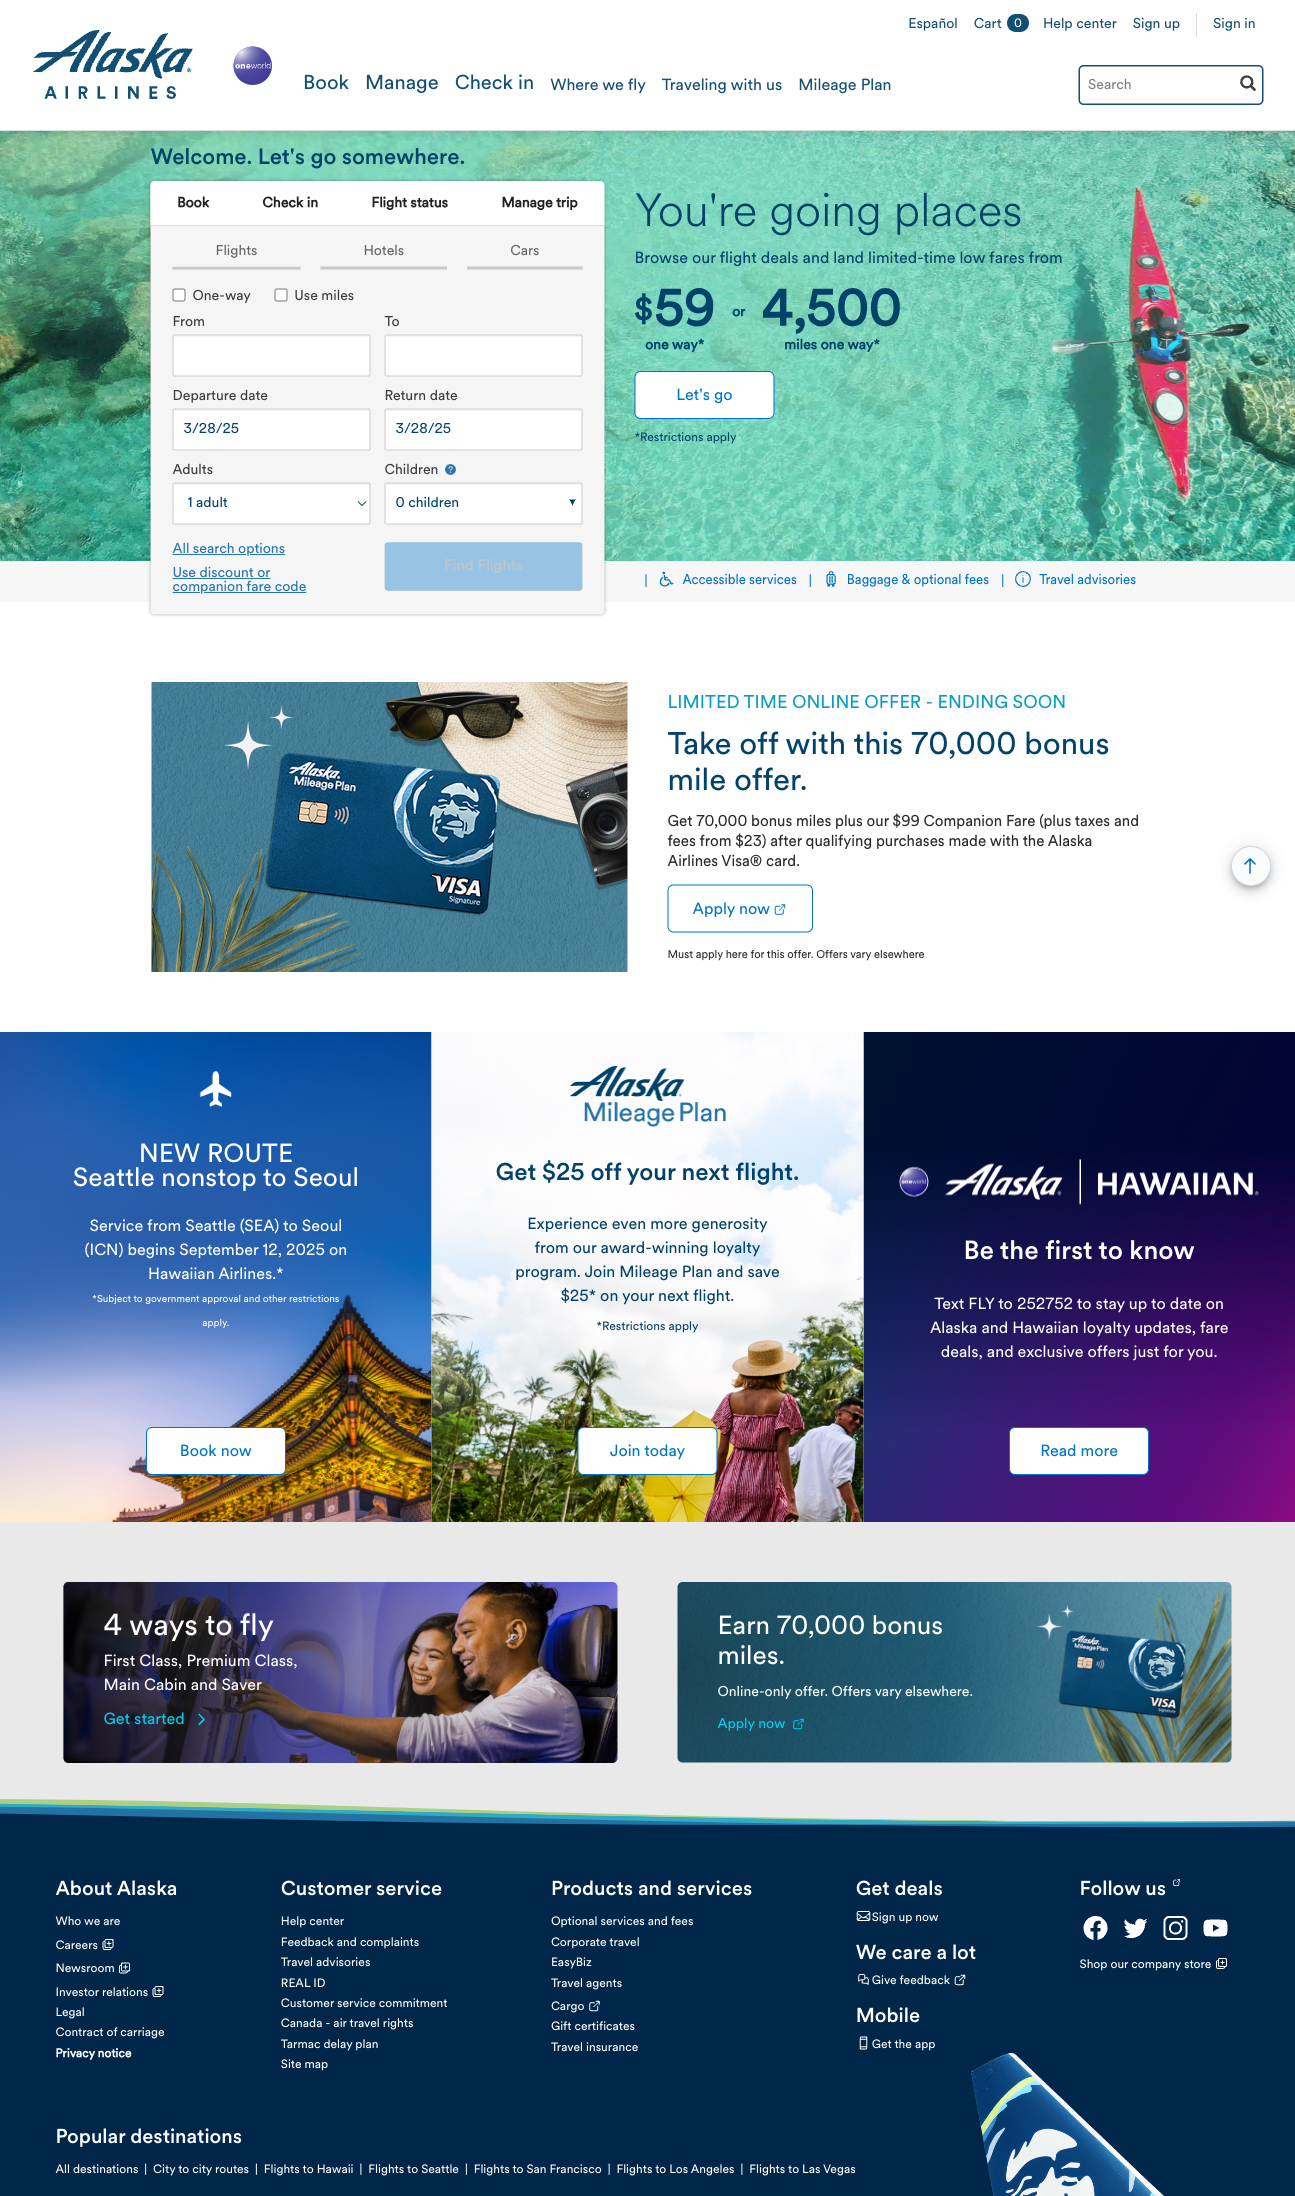 Español Cart 0 Help center Sign up Sign in
Alaska
AIRLINES
oneworld
Book Manage Check in Where we fly Traveling with us Mileage Plan
Search
Welcome. Let's go somewhere.
Book Check in Flight status Manage trip
Flights Hotels Cars
One-way Use miles
From To
Departure date Return date
3/28/25 3/28/25
Adults Children ?
1 adult 0 children
All search options
Use discount or
companion fare code
Find Flights
You're going places
Browse our flight deals and land limited-time low fares from
$59 or 4,500
one way* miles one way*
Let's go
*Restrictions apply
| Accessible services | Baggage & optional fees | Travel advisories
Alaska
Mileage Plan
VISA
Signature
LIMITED TIME ONLINE OFFER - ENDING SOON
Take off with this 70,000 bonus
mile offer.
Get 70,000 bonus miles plus our $99 Companion Fare (plus taxes and
fees from $23) after qualifying purchases made with the Alaska
Airlines Visa® card.
Apply now
Must apply here for this offer. Offers vary elsewhere
NEW ROUTE
Seattle nonstop to Seoul
Service from Seattle (SEA) to Seoul
(ICN) begins September 12, 2025 on
Hawaiian Airlines.*
*Subject to government approval and other restrictions
apply.
Book now
Alaska
Mileage Plan
Get $25 off your next flight.
Experience even more generosity
from our award-winning loyalty
program. Join Mileage Plan and save
$25* on your next flight.
*Restrictions apply
Join today
oneworld Alaska | HAWAIIAN
Be the first to know
Text FLY to 252752 to stay up to date on
Alaska and Hawaiian loyalty updates, fare
deals, and exclusive offers just for you.
Read more
4 ways to fly
First Class, Premium Class,
Main Cabin and Saver
Get started
Earn 70,000 bonus
miles.
Online-only offer. Offers vary elsewhere.
Apply now
Alaska
Mileage Plan
VISA
Signature
About Alaska
Who we are
Careers
Newsroom
Investor relations
Legal
Contract of carriage
Privacy notice
Customer service
Help center
Feedback and complaints
Travel advisories
REAL ID
Customer service commitment
Canada - air travel rights
Tarmac delay plan
Site map
Products and services
Optional services and fees
Corporate travel
EasyBiz
Travel agents
Cargo
Gift certificates
Travel insurance
Get deals
Sign up now
We care a lot
Give feedback
Mobile
Get the app
Follow us
Shop our company store
Popular destinations
All destinations | City to city routes | Flights to Hawaii | Flights to Seattle | Flights to San Francisco | Flights to Los Angeles | Flights to Las Vegas